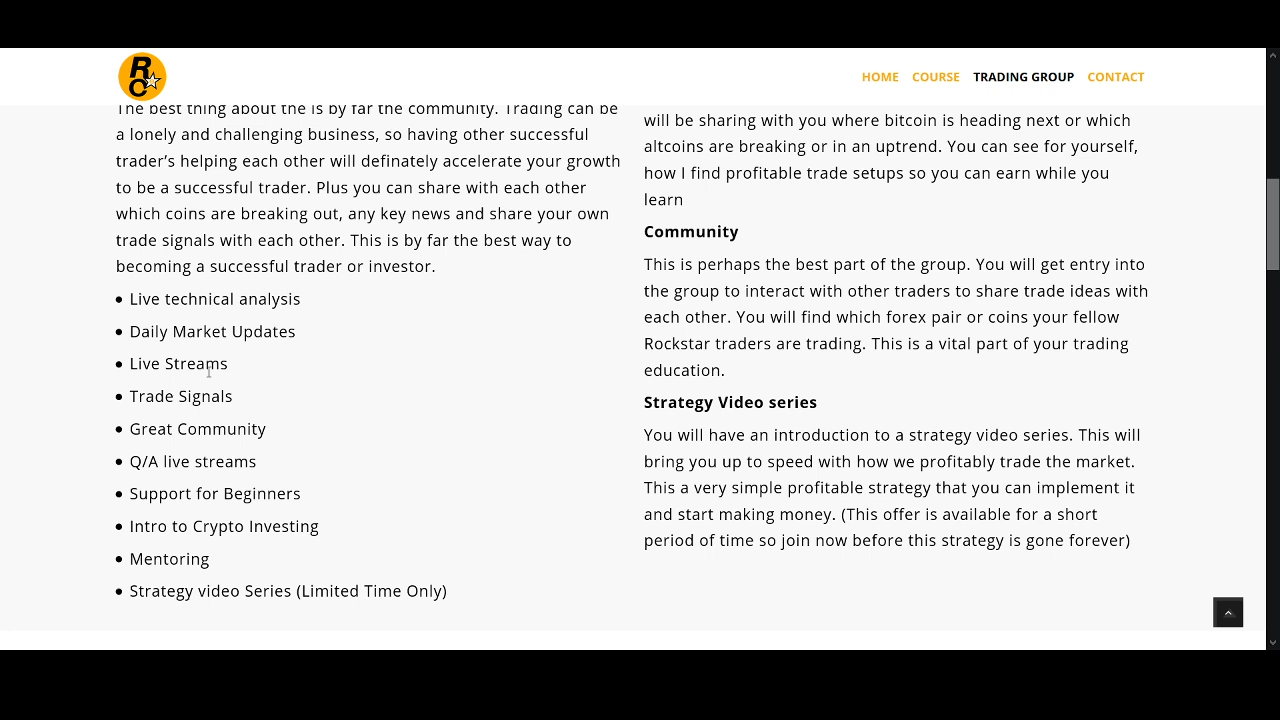 R
C
HOME COURSE TRADING GROUP CONTACT
The best thing about the is by far the community. Trading can be
a lonely and challenging business, so having other successful
trader’s helping each other will definately accelerate your growth
to be a successful trader. Plus you can share with each other
which coins are breaking out, any key news and share your own
trade signals with each other. This is by far the best way to
becoming a successful trader or investor.
Live technical analysis
Daily Market Updates
Live Streams
Trade Signals
Great Community
Q/A live streams
Support for Beginners
Intro to Crypto Investing
Mentoring
Strategy video Series (Limited Time Only)
will be sharing with you where bitcoin is heading next or which
altcoins are breaking or in an uptrend. You can see for yourself,
how I find profitable trade setups so you can earn while you
learn
Community
This is perhaps the best part of the group. You will get entry into
the group to interact with other traders to share trade ideas with
each other. You will find which forex pair or coins your fellow
Rockstar traders are trading. This is a vital part of your trading
education.
Strategy Video series
You will have an introduction to a strategy video series. This will
bring you up to speed with how we profitably trade the market.
This a very simple profitable strategy that you can implement it
and start making money. (This offer is available for a short
period of time so join now before this strategy is gone forever)